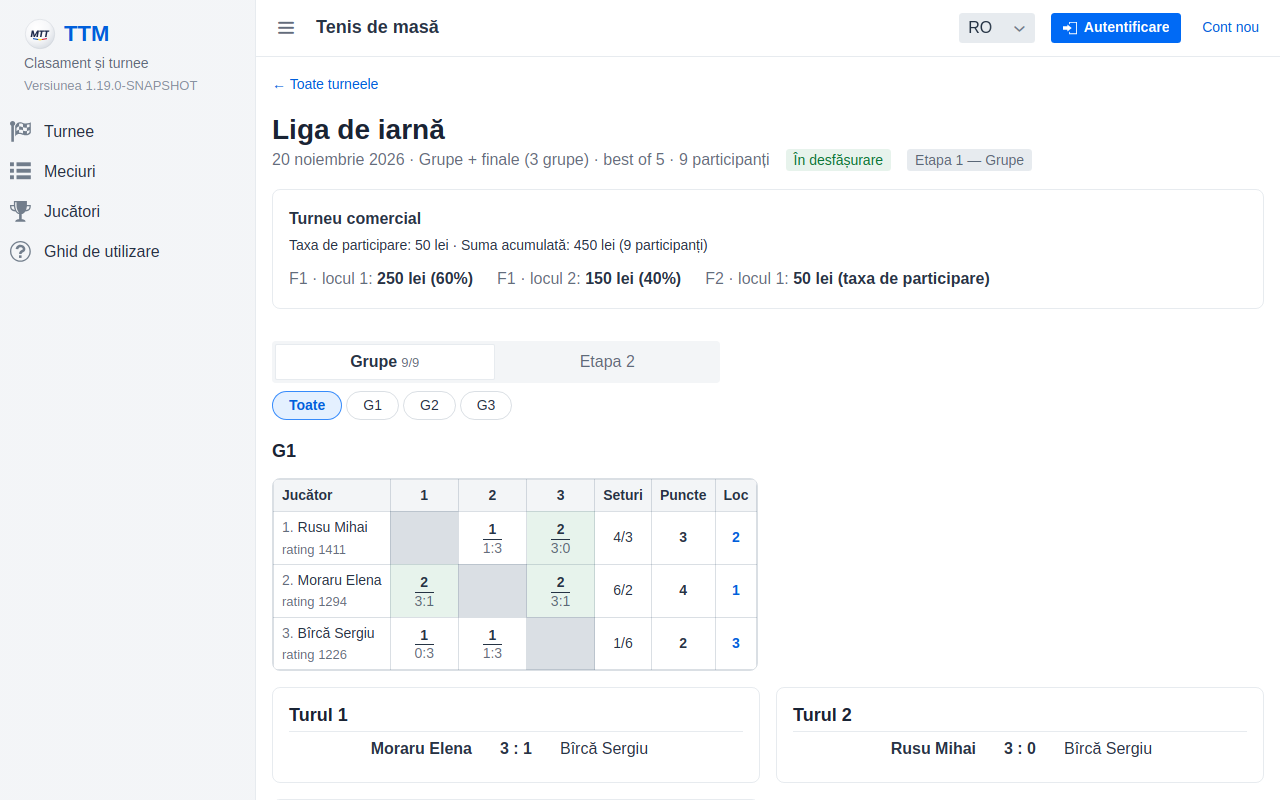 MTT TTM
Clasament și turnee
Versiunea 1.19.0-SNAPSHOT
Turnee
Meciuri
Jucători
Ghid de utilizare
Tenis de masă
RO
Autentificare
Cont nou
← Toate turneele
Liga de iarnă
20 noiembrie 2026 · Grupe + finale (3 grupe) · best of 5 · 9 participanți În desfășurare Etapa 1 — Grupe
Turneu comercial
Taxa de participare: 50 lei · Suma acumulată: 450 lei (9 participanți)
F1 · locul 1: 250 lei (60%) F1 · locul 2: 150 lei (40%) F2 · locul 1: 50 lei (taxa de participare)
Grupe 9/9 Etapa 2
Toate G1 G2 G3
G1
Jucător 1 2 3 Seturi Puncte Loc
1. Rusu Mihai 1 2 4/3 3 2
rating 1411 1:3 3:0
2. Moraru Elena 2 2 6/2 4 1
rating 1294 3:1 3:1
3. Bîrcă Sergiu 1 1 1/6 2 3
rating 1226 0:3 1:3
Turul 1
Moraru Elena 3 : 1 Bîrcă Sergiu
Turul 2
Rusu Mihai 3 : 0 Bîrcă Sergiu